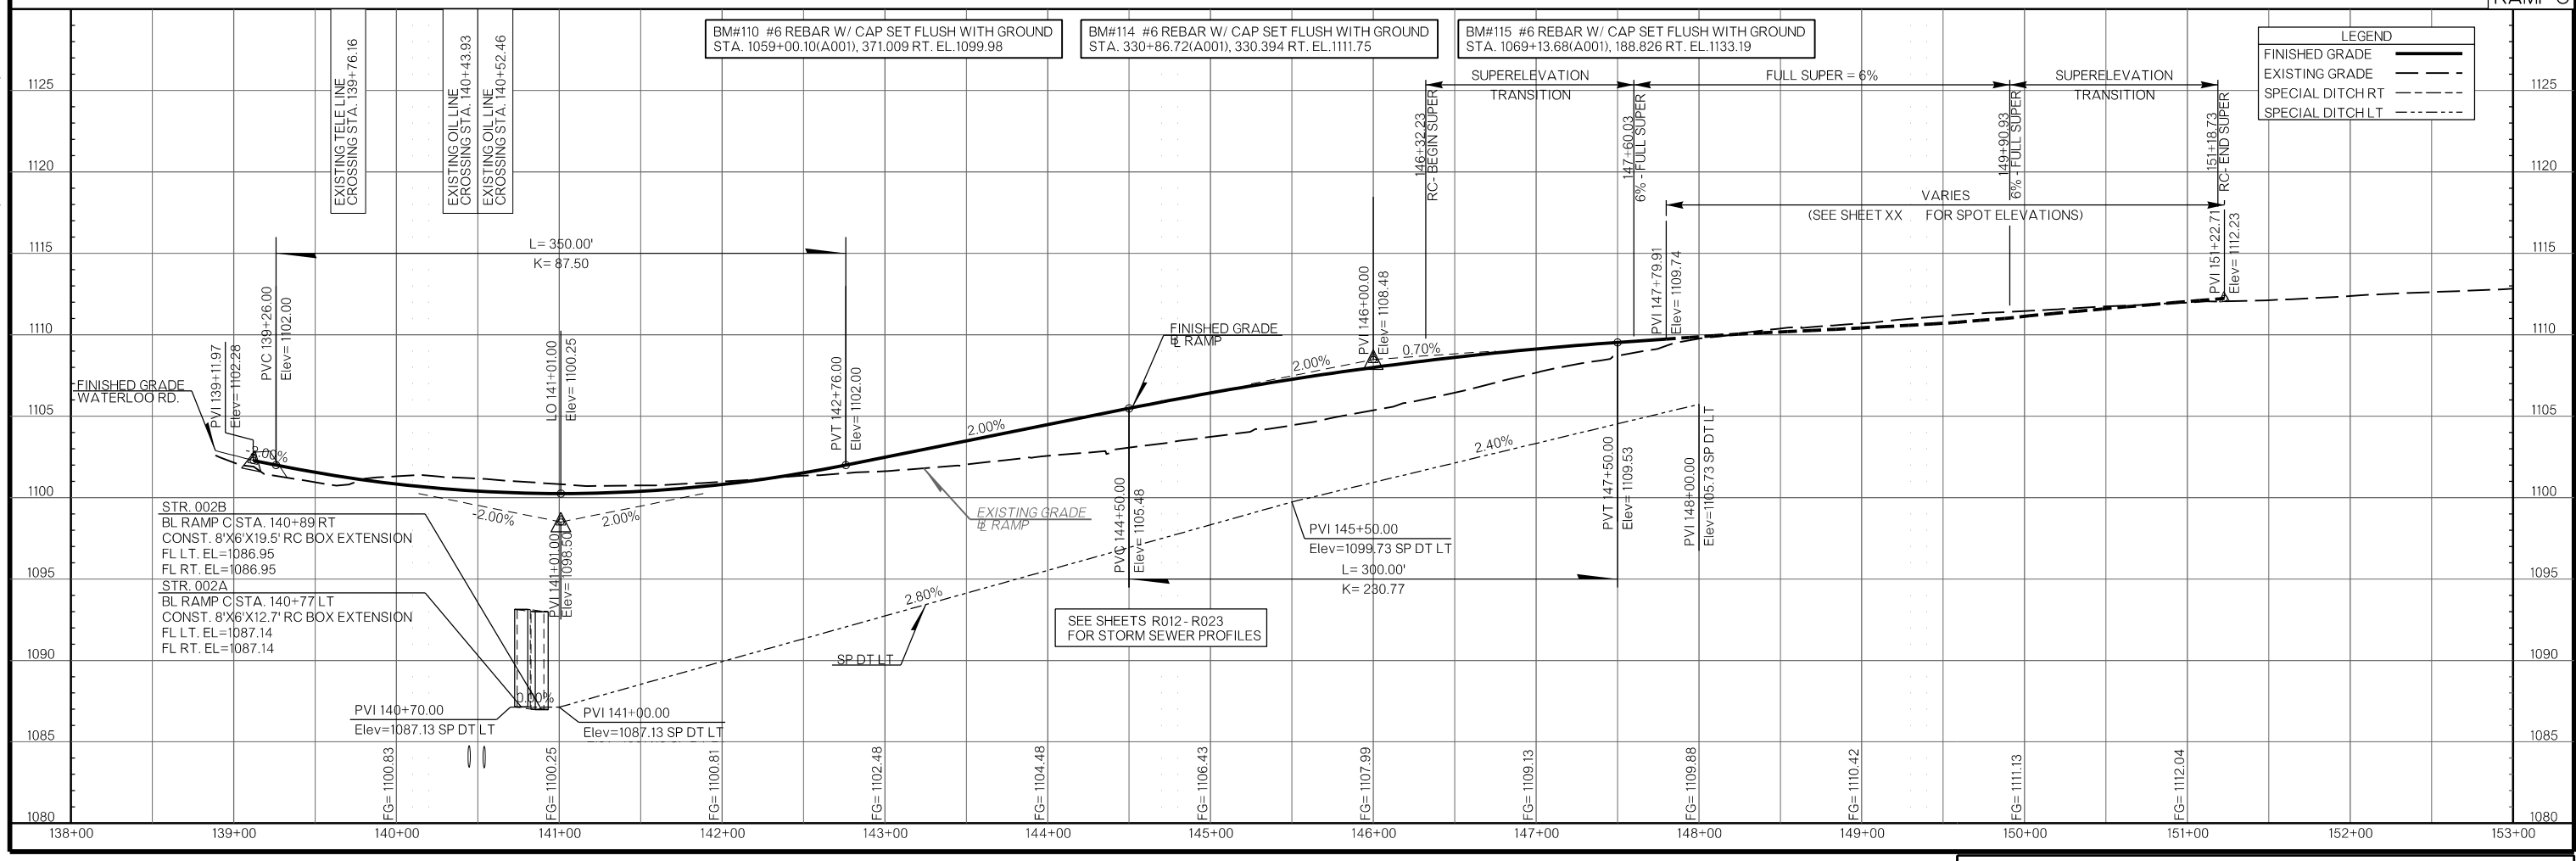 RAMP C
BM#110 #6 REBAR W/ CAP SET FLUSH WITH GROUND
STA. 1059+00.10(A001), 371.009 RT. EL.1099.98
BM#114 #6 REBAR W/ CAP SET FLUSH WITH GROUND
STA. 330+86.72(A001), 330.394 RT. EL.1111.75
BM#115 #6 REBAR W/ CAP SET FLUSH WITH GROUND
STA. 1069+13.68(A001), 188.826 RT. EL.1133.19
LEGEND
FINISHED GRADE
EXISTING GRADE
SPECIAL DITCH RT
SPECIAL DITCH LT
EXISTING TELE LINE
CROSSING STA. 139+76.16
EXISTING OIL LINE
CROSSING STA. 140+43.93
EXISTING OIL LINE
CROSSING STA. 140+52.46
SUPERELEVATION
TRANSITION
FULL SUPER = 6%
SUPERELEVATION
TRANSITION
146+32.23
RC- BEGIN SUPER
147+60.03
6% - FULL SUPER
149+90.93
6% - FULL SUPER
151+18.73
RC- END SUPER
VARIES
(SEE SHEET XX FOR SPOT ELEVATIONS)
1125
1120
1115
1110
1105
1100
1095
1090
1085
1080
1125
1120
1115
1110
1105
1100
1095
1090
1085
1080
L= 350.00'
K= 87.50
FINISHED GRADE
WATERLOO RD.
PVI 139+11.97
Elev= 1102.28
PVC 139+26.00
Elev= 1102.00
-2.00%
LO 141+01.00
Elev= 1100.25
PVT 142+76.00
Elev= 1102.00
-2.00%
2.00%
PVI 141+01.00
Elev= 1098.50
2.00%
FINISHED GRADE
BL RAMP
EXISTING GRADE
BL RAMP
2.00%
0.70%
PVI 146+00.00
Elev= 1108.48
PVI 147+79.91
Elev= 1109.74
PVI 151+22.71
Elev= 1112.23
PVC 144+50.00
Elev= 1105.48
PVT 147+50.00
Elev= 1109.53
PVI 148+00.00
Elev=1105.73 SP DT LT
2.40%
PVI 145+50.00
Elev=1099.73 SP DT LT
L= 300.00'
K= 230.77
SEE SHEETS R012 - R023
FOR STORM SEWER PROFILES
2.80%
SP DT LT
STR. 002B
BL RAMP C STA. 140+89 RT
CONST. 8'X6'X19.5' RC BOX EXTENSION
FL LT. EL=1086.95
FL RT. EL=1086.95
STR. 002A
BL RAMP C STA. 140+77 LT
CONST. 8'X6'X12.7' RC BOX EXTENSION
FL LT. EL=1087.14
FL RT. EL=1087.14
0.00%
PVI 140+70.00
Elev=1087.13 SP DT LT
PVI 141+00.00
Elev=1087.13 SP DT LT
FG= 1100.83
FG= 1100.25
FG= 1100.81
FG= 1102.48
FG= 1104.48
FG= 1106.43
FG= 1107.99
FG= 1109.13
FG= 1109.88
FG= 1110.42
FG= 1111.13
FG= 1112.04
138+00
139+00
140+00
141+00
142+00
143+00
144+00
145+00
146+00
147+00
148+00
149+00
150+00
151+00
152+00
153+00